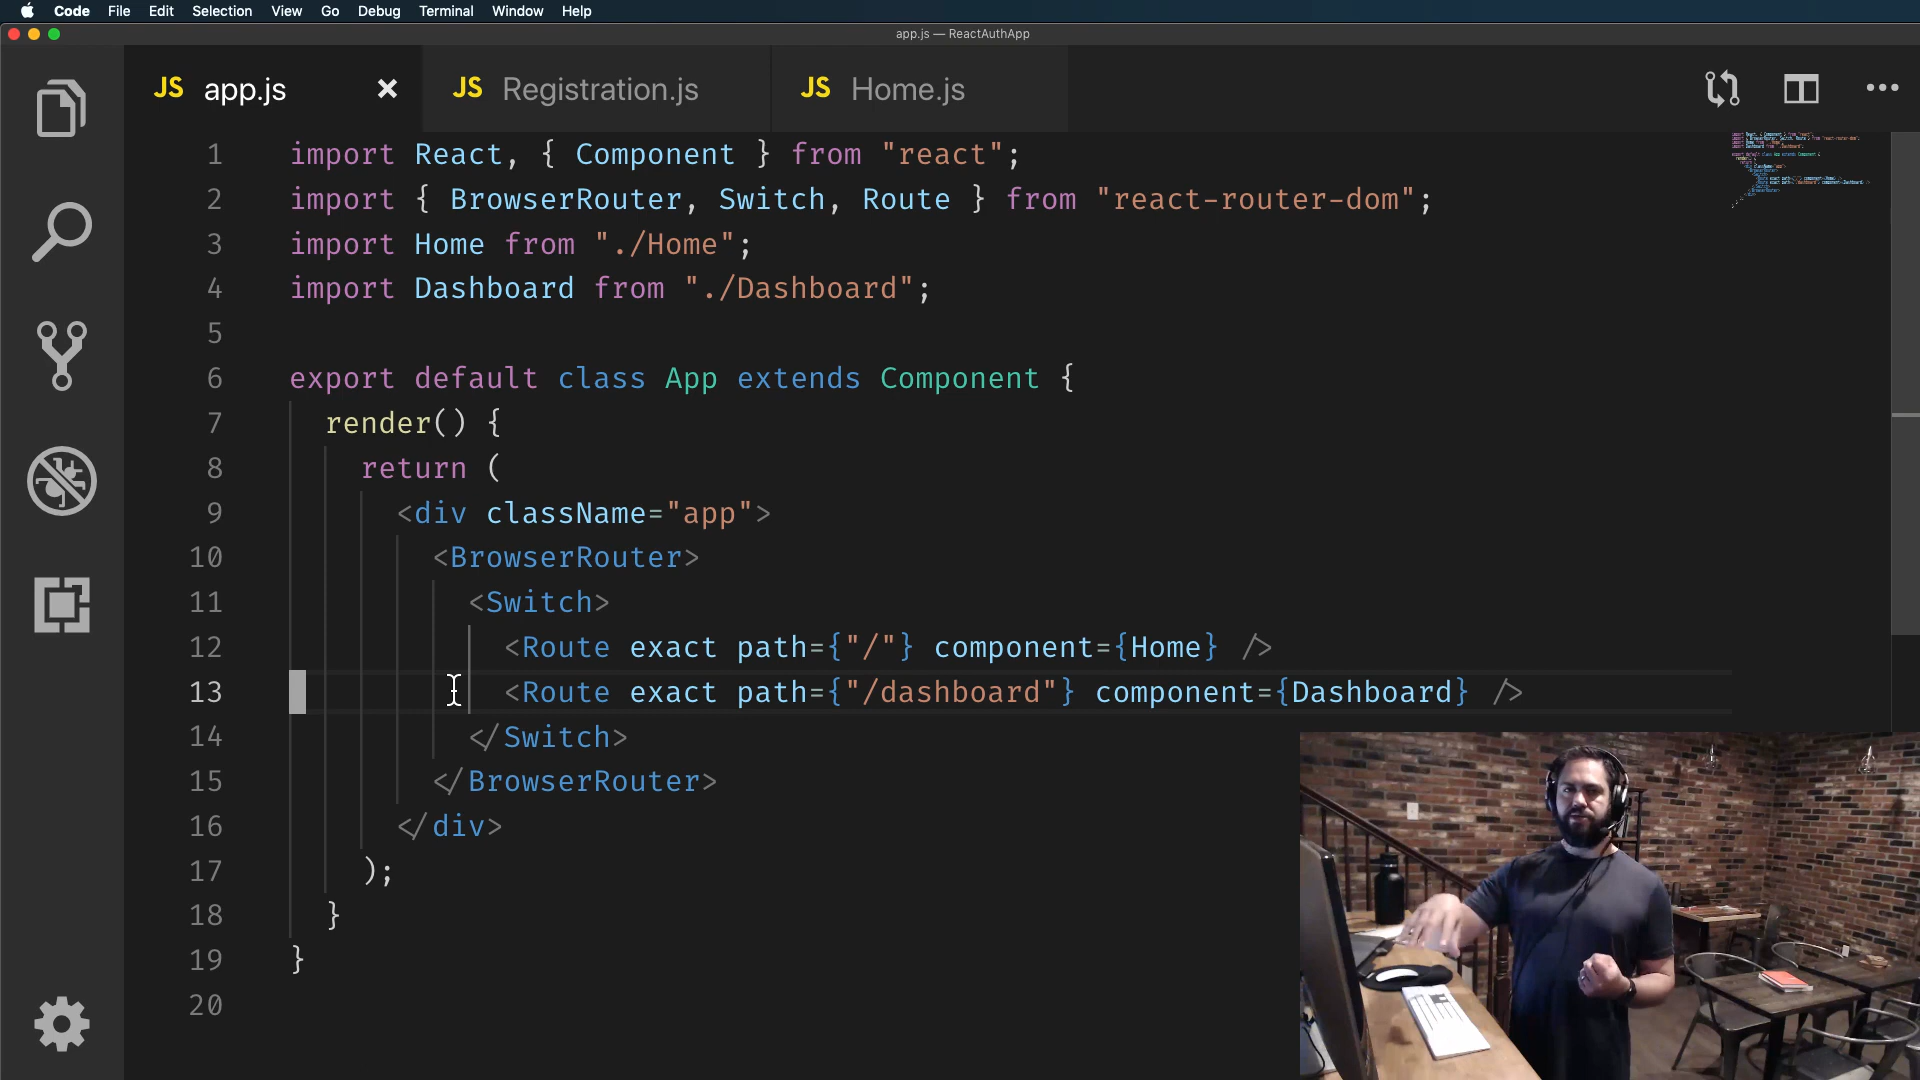 Code File Edit Selection View Go Debug Terminal Window Help
app.js — ReactAuthApp
JS app.js × JS Registration.js JS Home.js
1 import React, { Component } from "react";
2 import { BrowserRouter, Switch, Route } from "react-router-dom";
3 import Home from "./Home";
4 import Dashboard from "./Dashboard";
5
6 export default class App extends Component {
7 render() {
8 return (
9 <div className="app">
10 <BrowserRouter>
11 <Switch>
12 <Route exact path={"/"} component={Home} />
13 <Route exact path={"/dashboard"} component={Dashboard} />
14 </Switch>
15 </BrowserRouter>
16 </div>
17 );
18 }
19 }
20